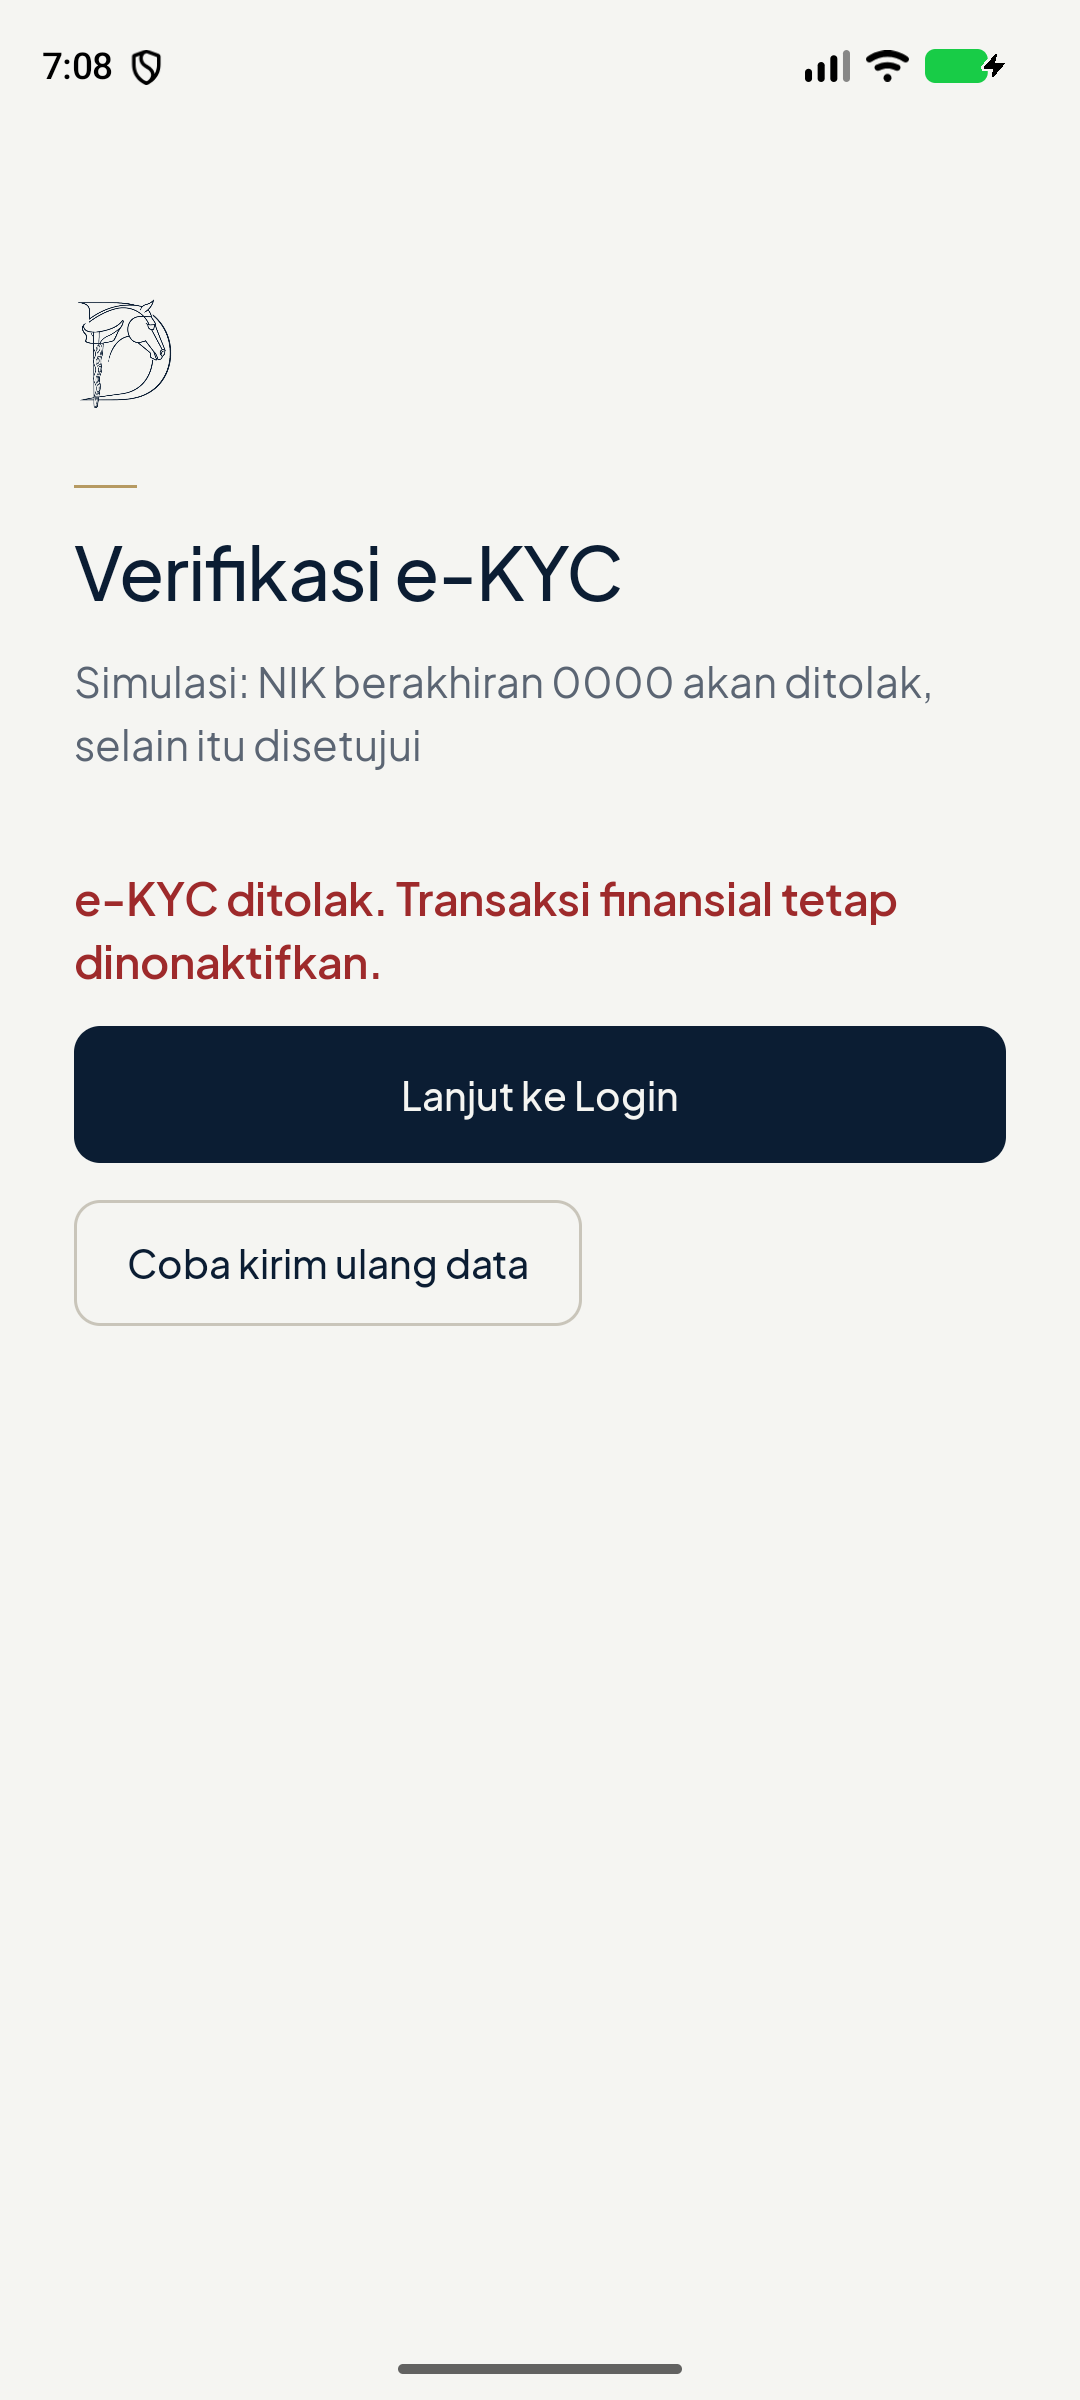 7:08
Verifikasi e-KYC
Simulasi: NIK berakhiran 0000 akan ditolak,
selain itu disetujui
e-KYC ditolak. Transaksi finansial tetap
dinonaktifkan.
Lanjut ke Login
Coba kirim ulang data